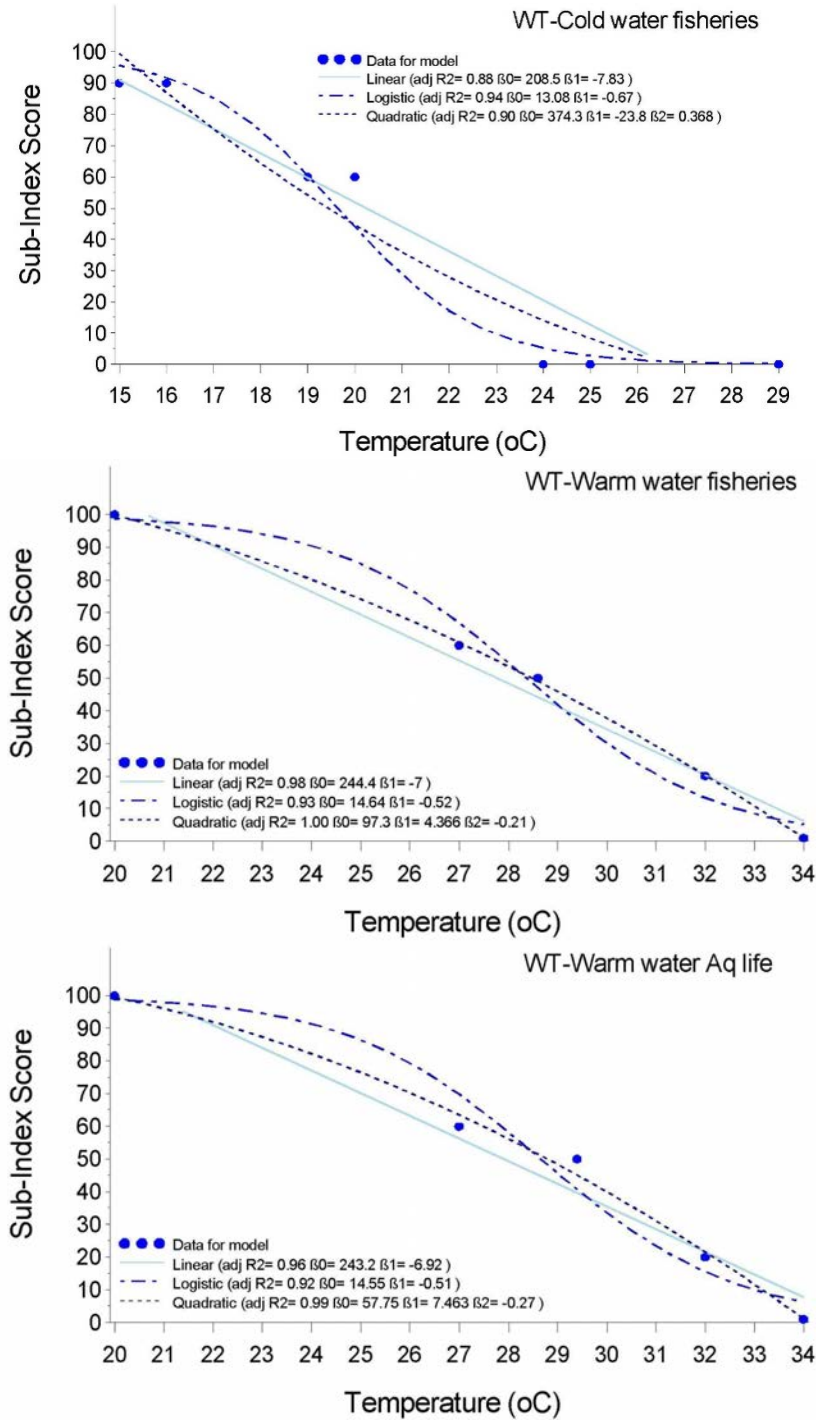 WT-Cold water fisheries
100
90
80
70
60
50
40
30
20
10
0
Sub-Index Score
Data for model
Linear (adj R2= 0.88 ß0= 208.5 ß1= -7.83)
Logistic (adj R2= 0.94 ß0= 13.08 ß1= -0.67)
Quadratic (adj R2= 0.90 ß0= 374.3 ß1= -23.8 ß2= 0.368 )
15 16 17 18 19 20 21 22 23 24 25 26 27 28 29
Temperature (oC)
WT-Warm water fisheries
100
90
80
70
60
50
40
30
20
10
0
Sub-Index Score
Data for model
Linear (adj R2= 0.98 ß0= 244.4 ß1= -7 )
Logistic (adj R2= 0.93 ß0= 14.64 ß1= -0.52)
Quadratic (adj R2= 1.00 ß0= 97.3 ß1= 4.366 ß2= -0.21 )
20 21 22 23 24 25 26 27 28 29 30 31 32 33 34
Temperature (oC)
WT-Warm water Aq life
100
90
80
70
60
50
40
30
20
10
0
Sub-Index Score
Data for model
Linear (adj R2= 0.96 ß0= 243.2 ß1= -6.92 )
Logistic (adj R2= 0.92 ß0= 14.55 ß1= -0.51)
Quadratic (adj R2= 0.99 ß0= 57.75 ß1= 7.463 ß2= -0.27 )
20 21 22 23 24 25 26 27 28 29 30 31 32 33 34
Temperature (oC)